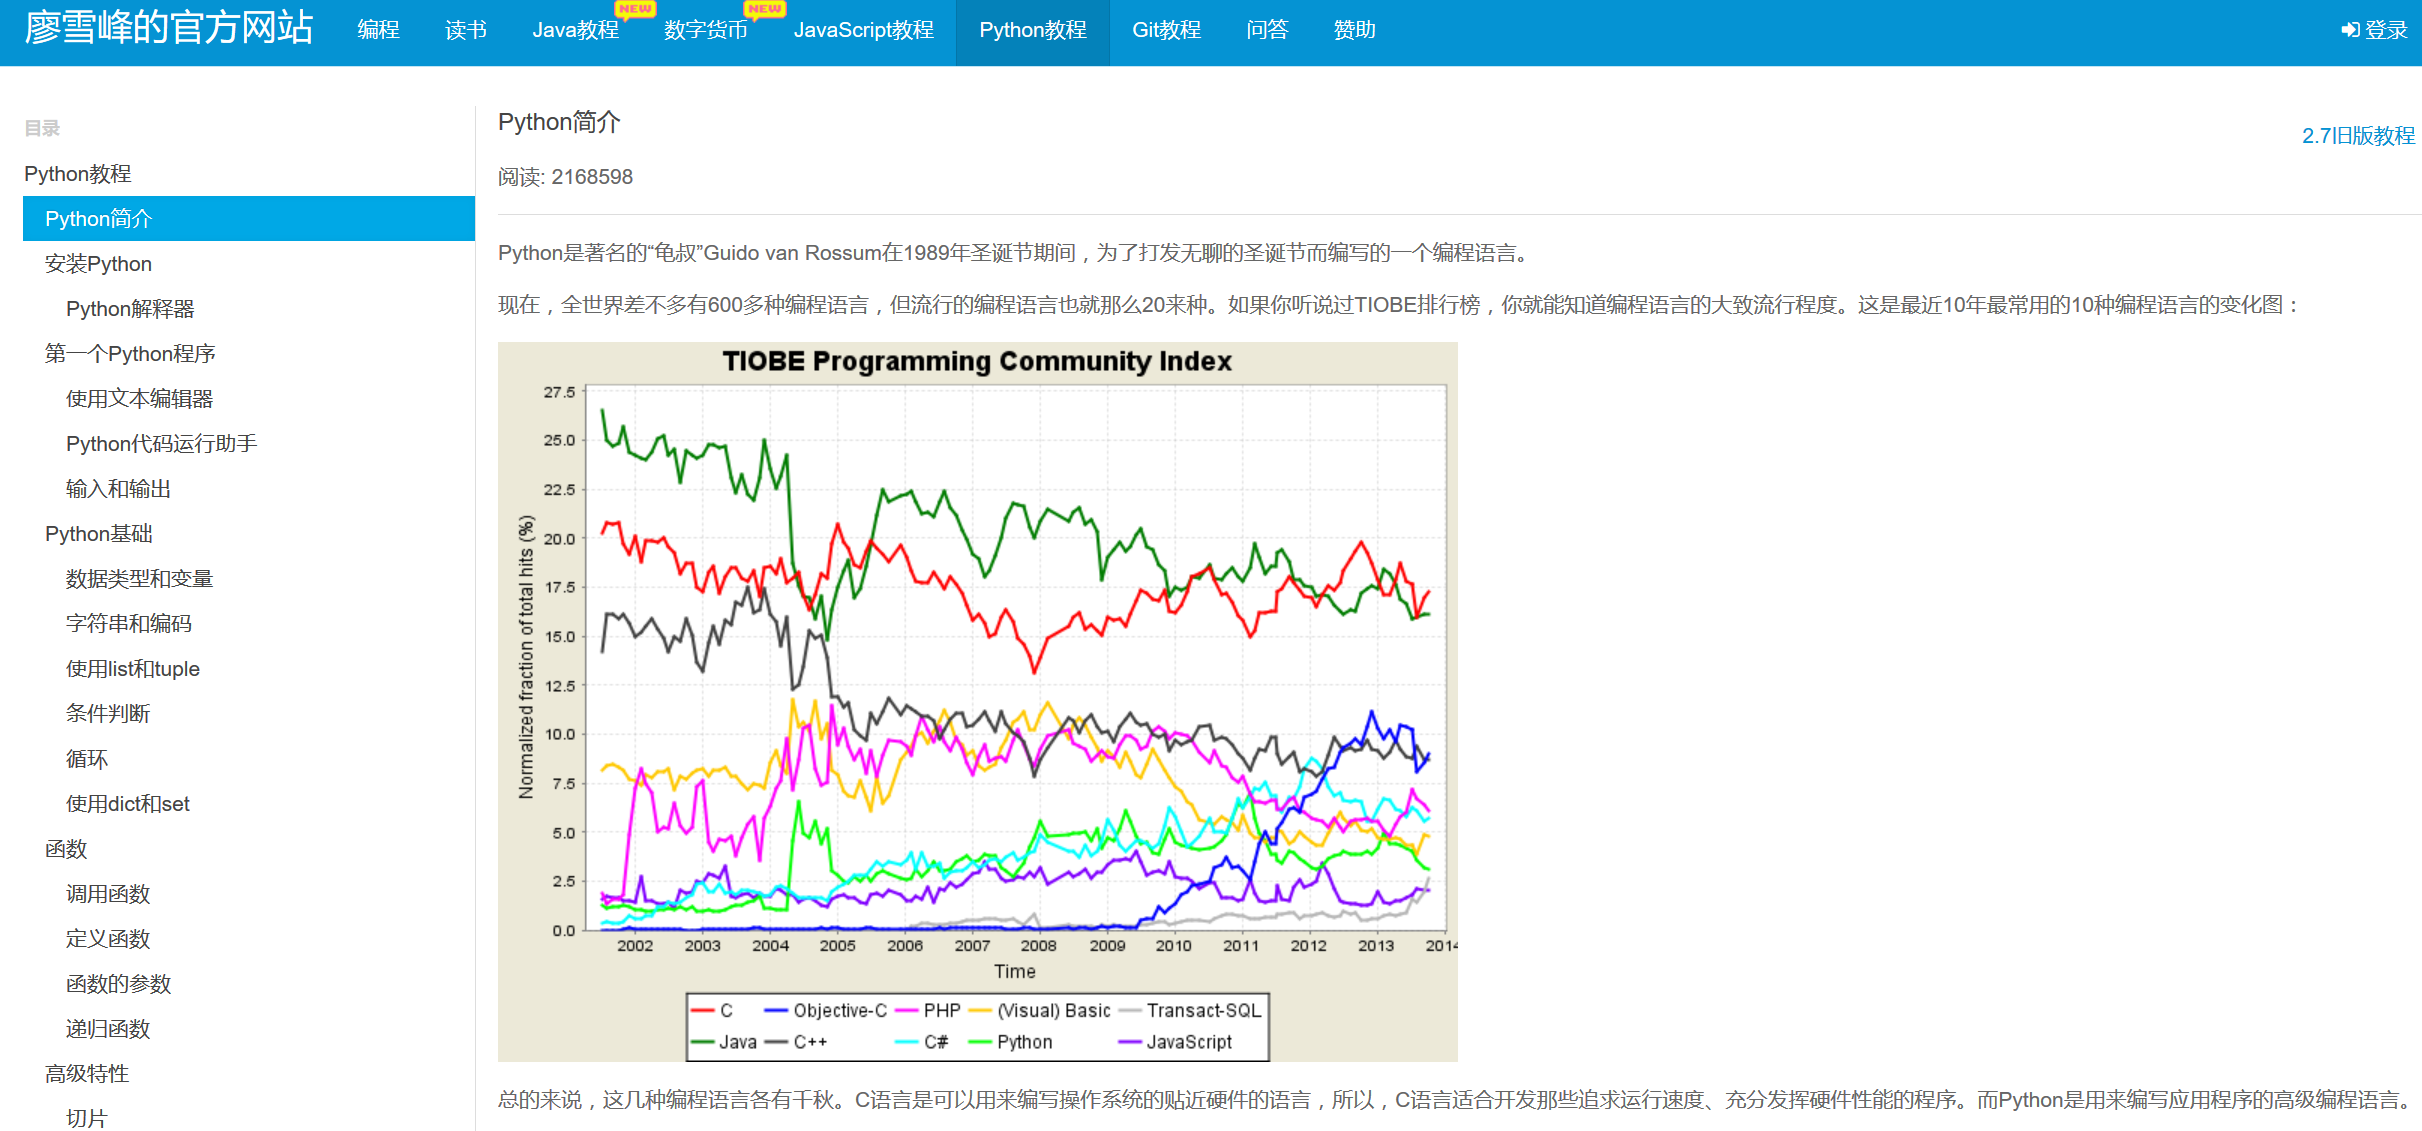 廖雪峰的官方网站 编程 读书 Java教程 NEW 数字货币 NEW JavaScript教程 Python教程 Git教程 问答 赞助 登录
目录
Python教程
Python简介
安装Python
Python解释器
第一个Python程序
使用文本编辑器
Python代码运行助手
输入和输出
Python基础
数据类型和变量
字符串和编码
使用list和tuple
条件判断
循环
使用dict和set
函数
调用函数
定义函数
函数的参数
递归函数
高级特性
切片
Python简介
2.7旧版教程
阅读: 2168598
Python是著名的“龟叔”Guido van Rossum在1989年圣诞节期间，为了打发无聊的圣诞节而编写的一个编程语言。
现在，全世界差不多有600多种编程语言，但流行的编程语言也就那么20来种。如果你听说过TIOBE排行榜，你就能知道编程语言的大致流行程度。这是最近10年最常用的10种编程语言的变化图：
TIOBE Programming Community Index
Normalized fraction of total hits (%)
27.5
25.0
22.5
20.0
17.5
15.0
12.5
10.0
7.5
5.0
2.5
0.0
2002 2003 2004 2005 2006 2007 2008 2009 2010 2011 2012 2013 2014
Time
C Objective-C PHP (Visual) Basic Transact-SQL
Java C++ C# Python JavaScript
总的来说，这几种编程语言各有千秋。C语言是可以用来编写操作系统的贴近硬件的语言，所以，C语言适合开发那些追求运行速度、充分发挥硬件性能的程序。而Python是用来编写应用程序的高级编程语言。